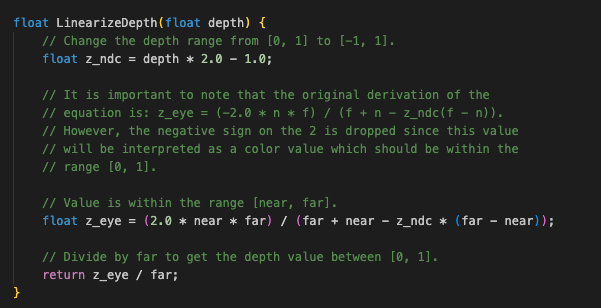 float LinearizeDepth(float depth) {
// Change the depth range from [0, 1] to [-1, 1].
float z_ndc = depth * 2.0 - 1.0;
// It is important to note that the original derivation of the
// equation is: z_eye = (-2.0 * n * f) / (f + n - z_ndc(f - n)).
// However, the negative sign on the 2 is dropped since this value
// will be interpreted as a color value which should be within the
// range [0, 1].
// Value is within the range [near, far].
float z_eye = (2.0 * near * far) / (far + near - z_ndc * (far - near));
// Divide by far to get the depth value between [0, 1].
return z_eye / far;
}